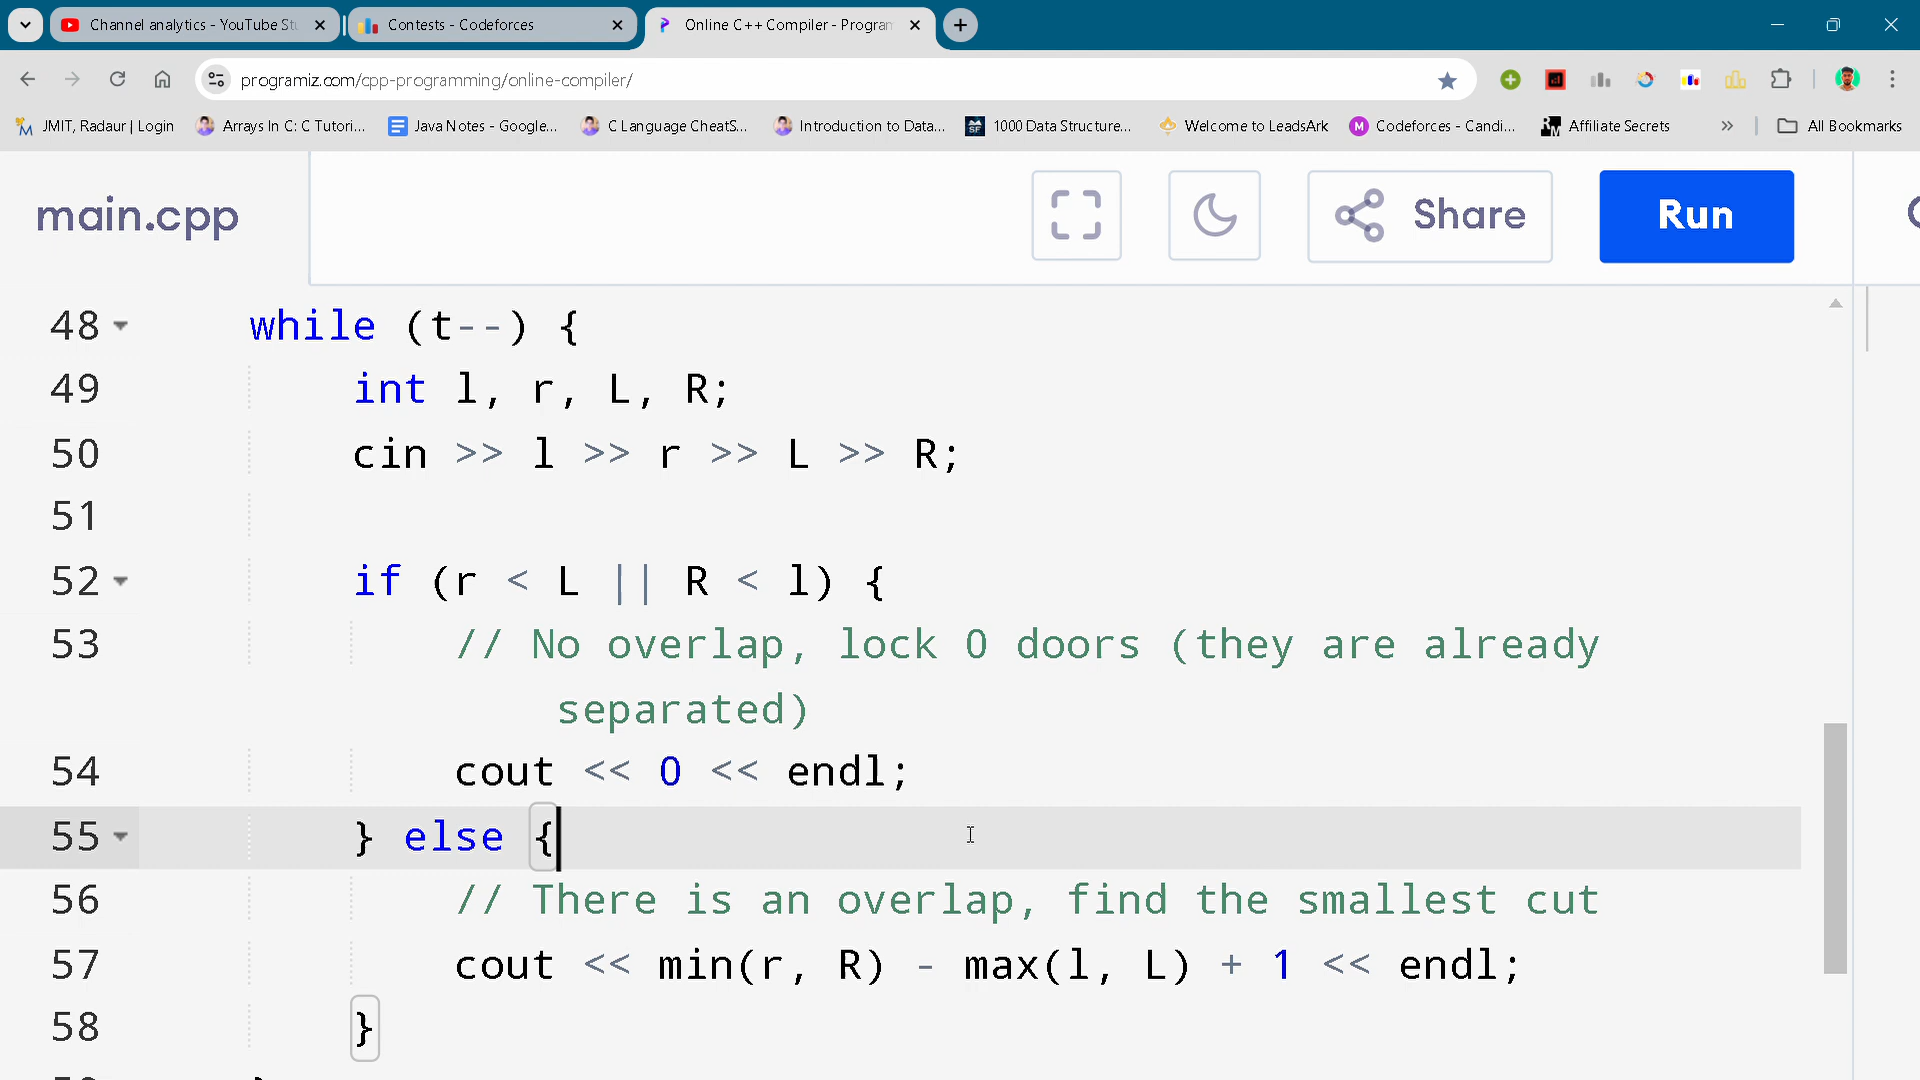 Channel analytics - YouTube Stu
Contests - Codeforces
Online C++ Compiler - Program
programiz.com/cpp-programming/online-compiler/
JMIT, Radaur | Login
Arrays In C: C Tutori...
Java Notes - Google...
C Language CheatS...
Introduction to Data...
1000 Data Structure...
Welcome to LeadsArk
Codeforces - Candi...
Affiliate Secrets
All Bookmarks
main.cpp
Share
Run
48 while (t--) {
49 int l, r, L, R;
50 cin >> l >> r >> L >> R;
51
52 if (r < L || R < l) {
53 // No overlap, lock 0 doors (they are already
separated)
54 cout << 0 << endl;
55 } else {
56 // There is an overlap, find the smallest cut
57 cout << min(r, R) - max(l, L) + 1 << endl;
58 }